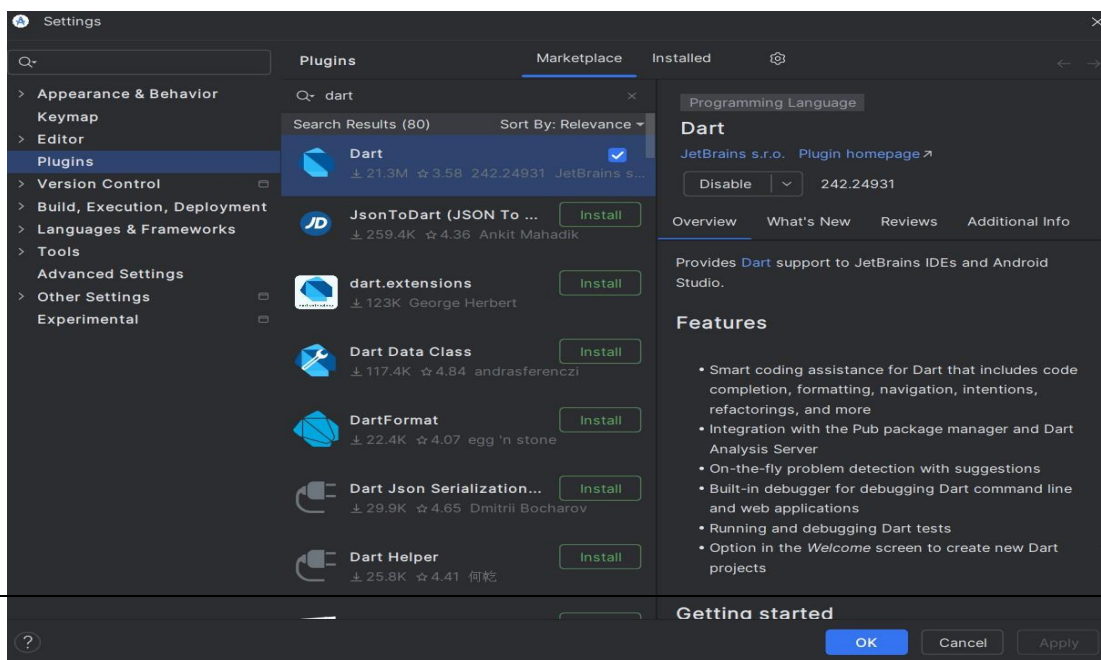 Settings
Plugins
Marketplace
Installed
Appearance & Behavior
Keymap
Editor
Plugins
Version Control
Build, Execution, Deployment
Languages & Frameworks
Tools
Advanced Settings
Other Settings
Experimental
dart
Search Results (80) Sort By: Relevance
Dart
21.3M 3.58 242.24931 JetBrains s...
JsonToDart (JSON To ... Install
259.4K 4.36 Ankit Mahadik
dart.extensions Install
123K George Herbert
Dart Data Class Install
117.4K 4.84 andrasferenczi
DartFormat Install
22.4K 4.07 egg 'n stone
Dart Json Serialization... Install
29.9K 4.65 Dmitrii Bocharov
Dart Helper Install
25.8K 4.41 何乾
Programming Language
Dart
JetBrains s.r.o. Plugin homepage
Disable 242.24931
Overview What's New Reviews Additional Info
Provides Dart support to JetBrains IDEs and Android
Studio.
Features
• Smart coding assistance for Dart that includes code
completion, formatting, navigation, intentions,
refactorings, and more
• Integration with the Pub package manager and Dart
Analysis Server
• On-the-fly problem detection with suggestions
• Built-in debugger for debugging Dart command line
and web applications
• Running and debugging Dart tests
• Option in the Welcome screen to create new Dart
projects
Getting started
?
OK Cancel Apply